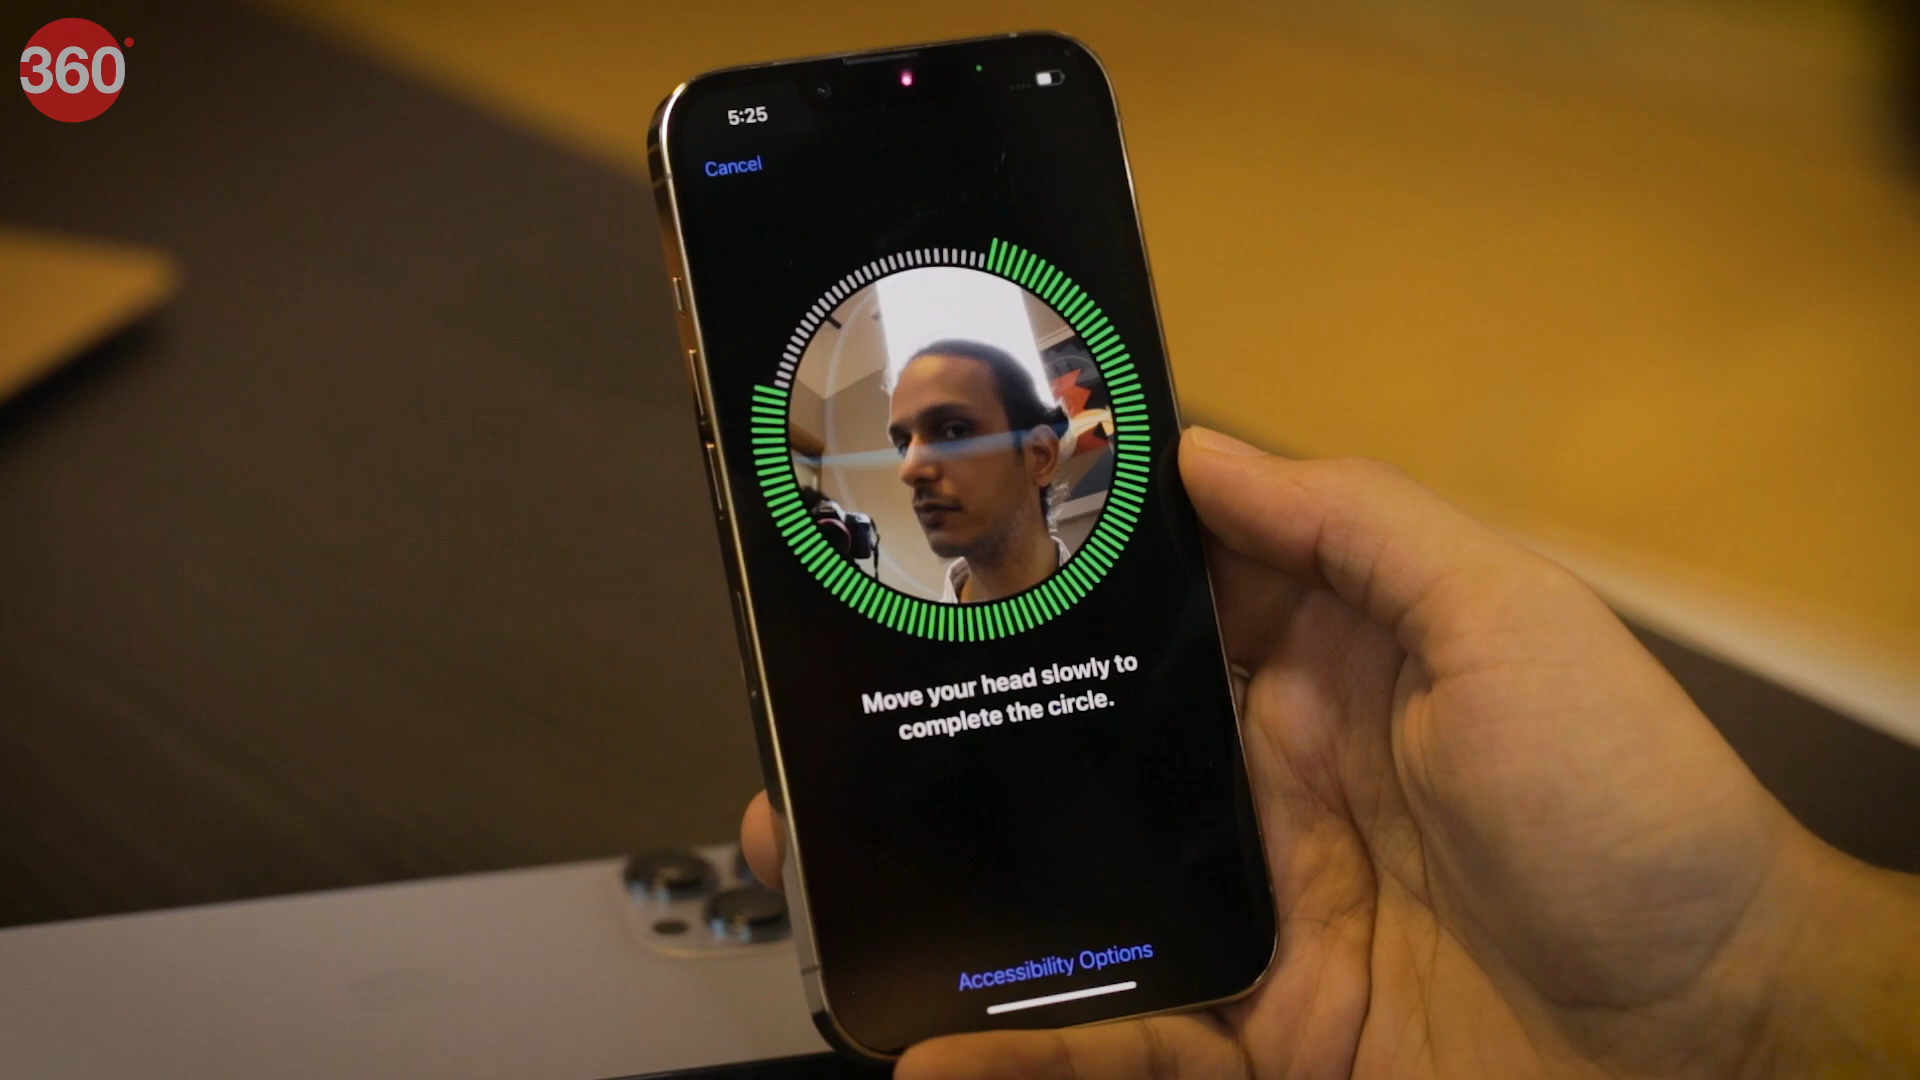 360
5:25
Cancel
Move your head slowly to
complete the circle.
Accessibility Options